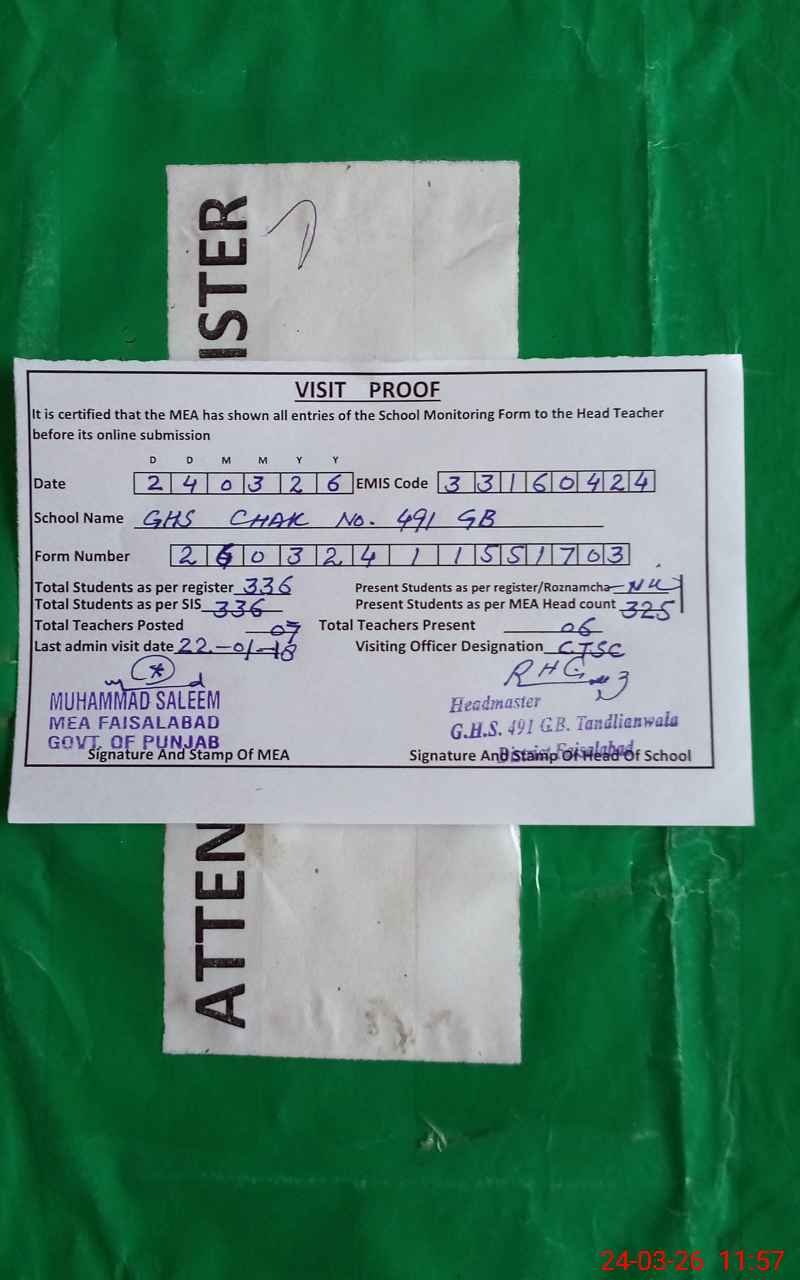 ISTER
VISIT PROOF
It is certified that the MEA has shown all entries of the School Monitoring Form to the Head Teacher
before its online submission
D D M M Y Y
Date 2 4 0 3 2 6 EMIS Code 3 3 1 6 0 4 2 4
School Name GHS CHAK No. 491 GB
Form Number 2 6 0 3 2 4 1 1 5 5 1 7 0 3
Total Students as per register 336 Present Students as per register/Roznamcha
Total Students as per SIS 336 Present Students as per MEA Head count 325
Total Teachers Posted 07 Total Teachers Present 06
Last admin visit date 22-01-18 Visiting Officer Designation
MUHAMMAD SALEEM Headmaster
MEA FAISALABAD G.H.S. 491 G.B. Tandlianwala
GOVT. OF PUNJAB District Faisalabad
Signature And Stamp Of MEA Signature And Stamp Of Head Of School
ATTEN
24-03-26 11:57